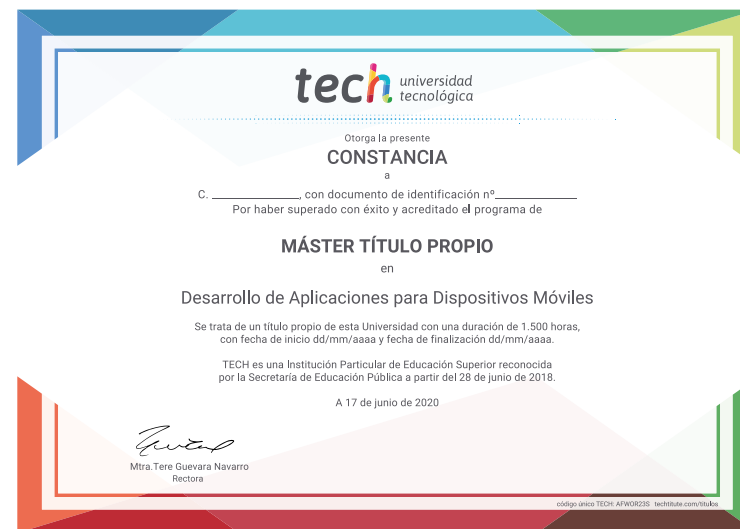 tech universidad
tecnológica
Otorga la presente
CONSTANCIA
a
C. ______________, con documento de identificación nº_____________
Por haber superado con éxito y acreditado el programa de
MÁSTER TÍTULO PROPIO
en
Desarrollo de Aplicaciones para Dispositivos Móviles
Se trata de un título propio de esta Universidad con una duración de 1.500 horas,
con fecha de inicio dd/mm/aaaa y fecha de finalización dd/mm/aaaa.
TECH es una Institución Particular de Educación Superior reconocida
por la Secretaría de Educación Pública a partir del 28 de junio de 2018.
A 17 de junio de 2020
Mtra.Tere Guevara Navarro
Rectora
código único TECH: AFWOR23S techtitute.com/titulos